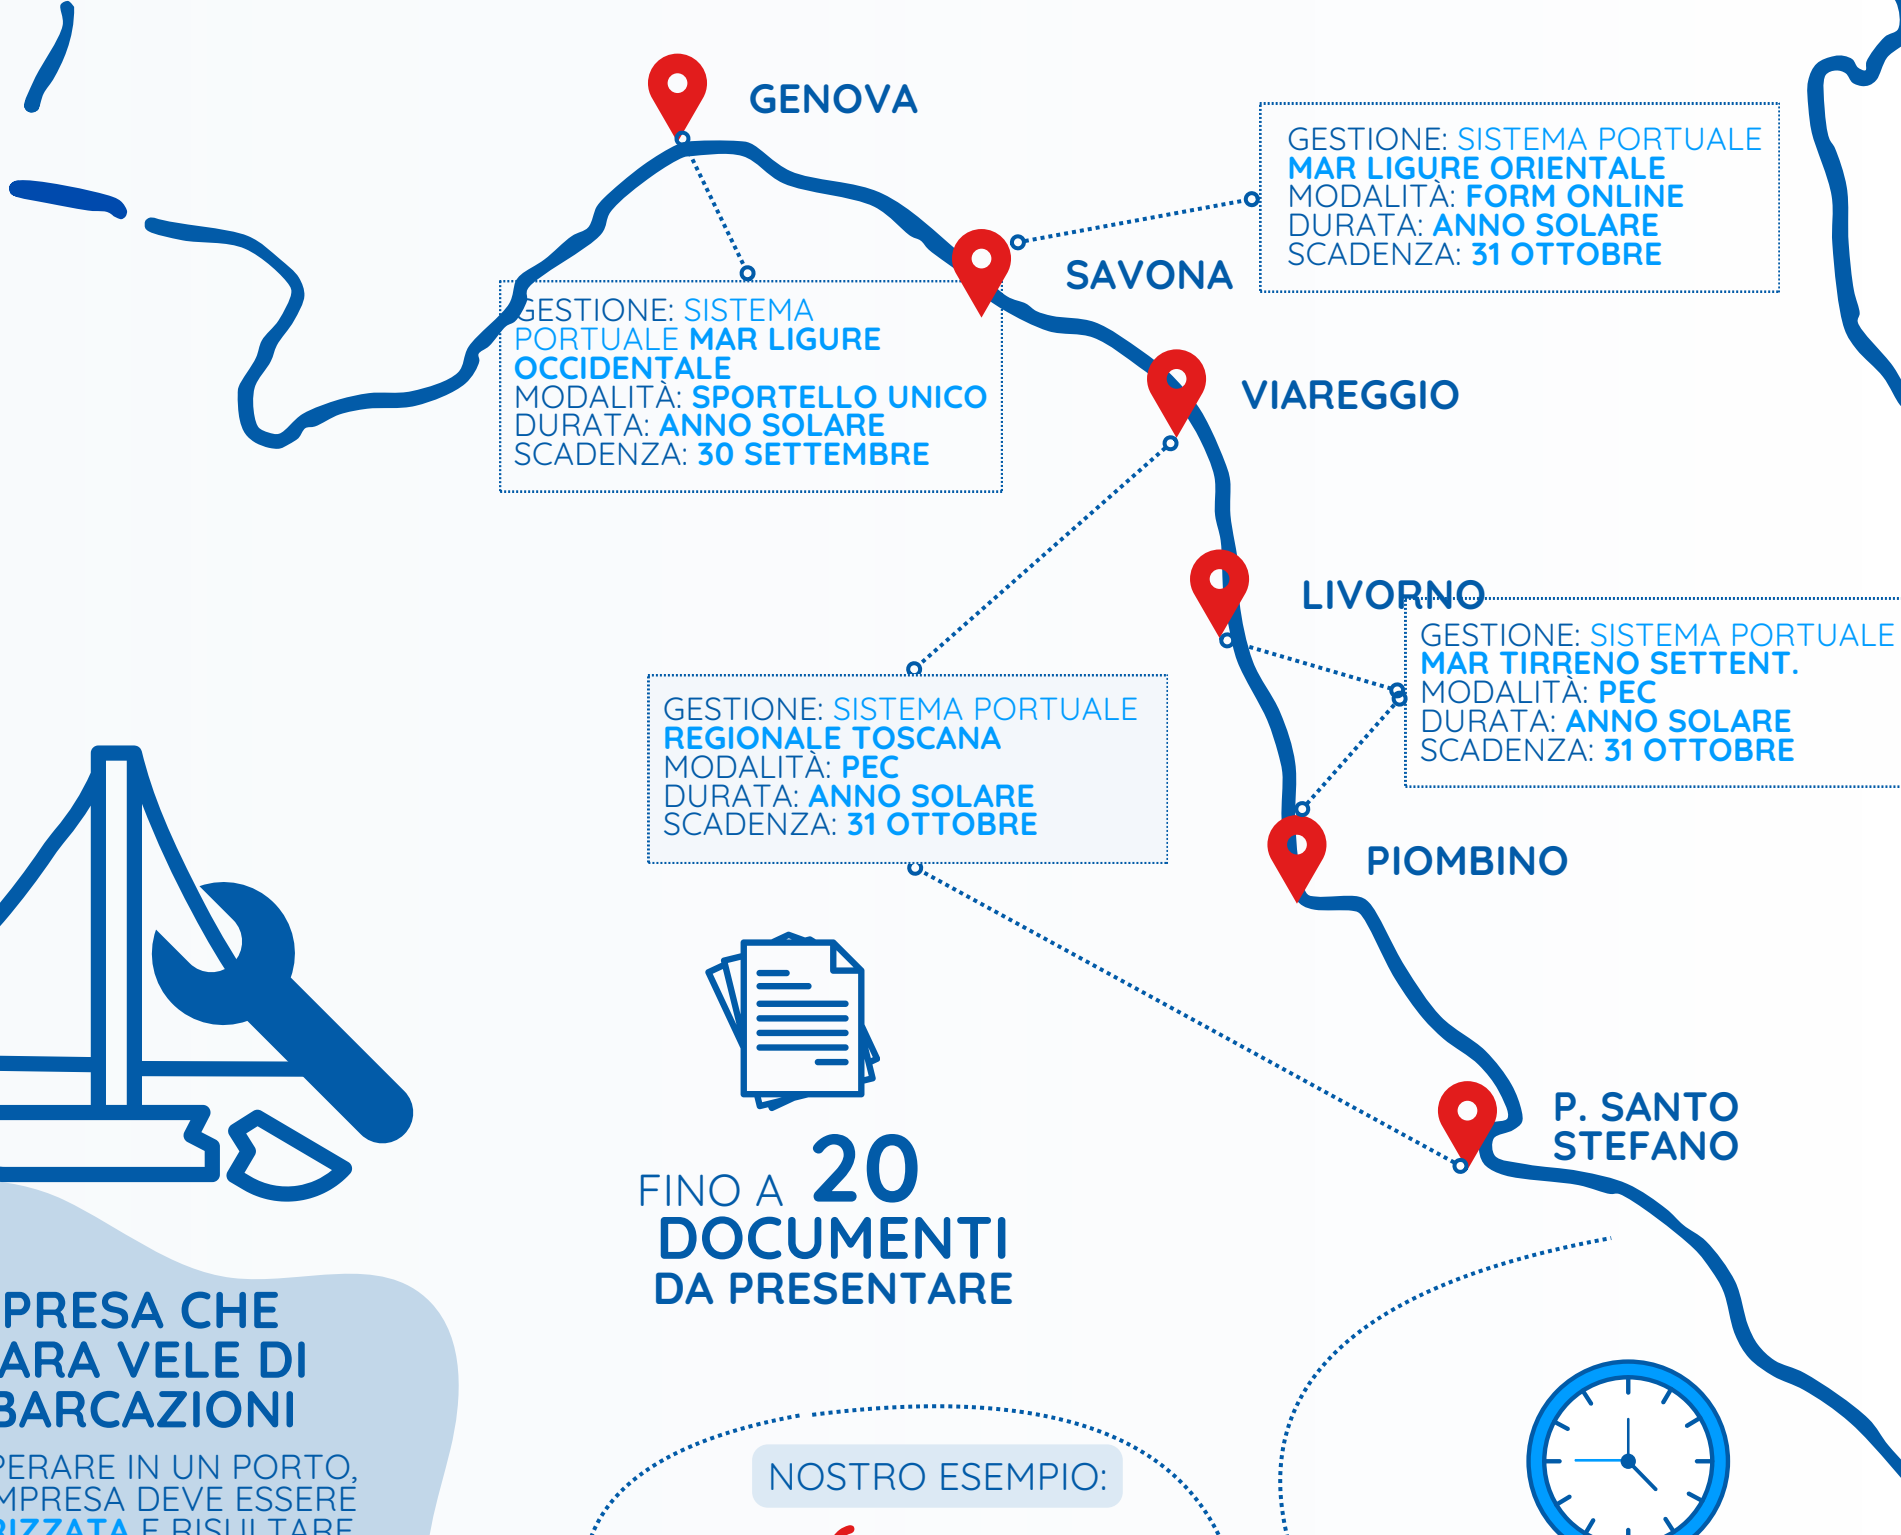 GENOVA
GESTIONE: SISTEMA PORTUALE
MAR LIGURE ORIENTALE
MODALITÀ: FORM ONLINE
DURATA: ANNO SOLARE
SCADENZA: 31 OTTOBRE
SAVONA
GESTIONE: SISTEMA
PORTUALE MAR LIGURE
OCCIDENTALE
MODALITÀ: SPORTELLO UNICO
DURATA: ANNO SOLARE
SCADENZA: 30 SETTEMBRE
VIAREGGIO
LIVORNO
GESTIONE: SISTEMA PORTUALE
MAR TIRRENO SETTENT.
MODALITÀ: PEC
DURATA: ANNO SOLARE
SCADENZA: 31 OTTOBRE
GESTIONE: SISTEMA PORTUALE
REGIONALE TOSCANA
MODALITÀ: PEC
DURATA: ANNO SOLARE
SCADENZA: 31 OTTOBRE
PIOMBINO
P. SANTO
STEFANO
FINO A 20
DOCUMENTI
DA PRESENTARE
PRESA CHE
ARA VELE DI
BARCAZIONI
PERARE IN UN PORTO,
MPRESA DEVE ESSERE
RIZZATA E RISULTARE
NOSTRO ESEMPIO: